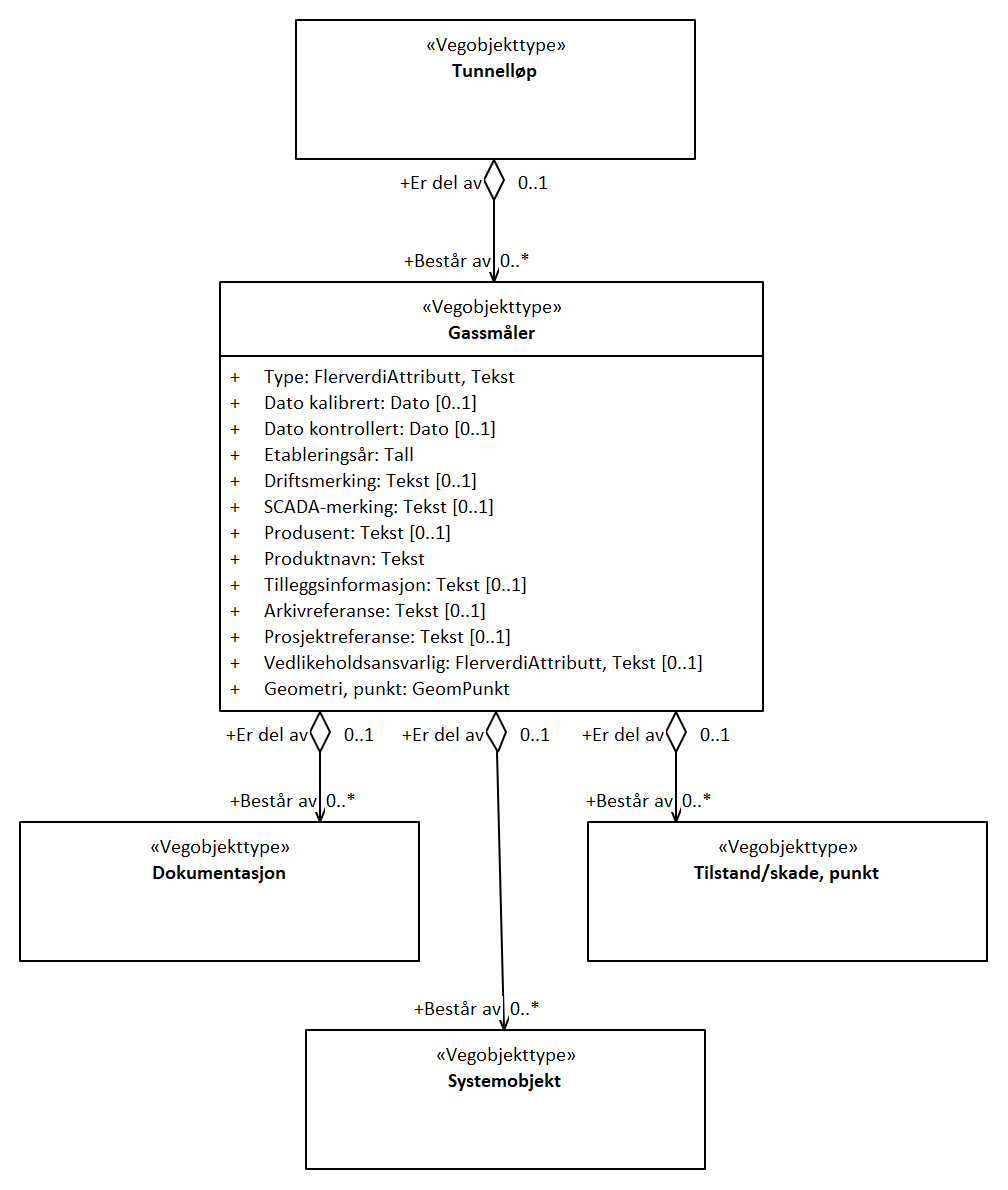 «Vegobjekttype»
Tunnelløp
+Er del av 0..1
+Består av 0..*
«Vegobjekttype»
Gassmåler
+ Type: FlerverdiAttributt, Tekst
+ Dato kalibrert: Dato [0..1]
+ Dato kontrollert: Dato [0..1]
+ Etableringsår: Tall
+ Driftsmerking: Tekst [0..1]
+ SCADA-merking: Tekst [0..1]
+ Produsent: Tekst [0..1]
+ Produktnavn: Tekst
+ Tilleggsinformasjon: Tekst [0..1]
+ Arkivreferanse: Tekst [0..1]
+ Prosjektreferanse: Tekst [0..1]
+ Vedlikeholdsansvarlig: FlerverdiAttributt, Tekst [0..1]
+ Geometri, punkt: GeomPunkt
+Er del av 0..1 +Er del av 0..1 +Er del av 0..1
+Består av 0..* +Består av 0..*
«Vegobjekttype» «Vegobjekttype»
Dokumentasjon Tilstand/skade, punkt
+Består av 0..*
«Vegobjekttype»
Systemobjekt